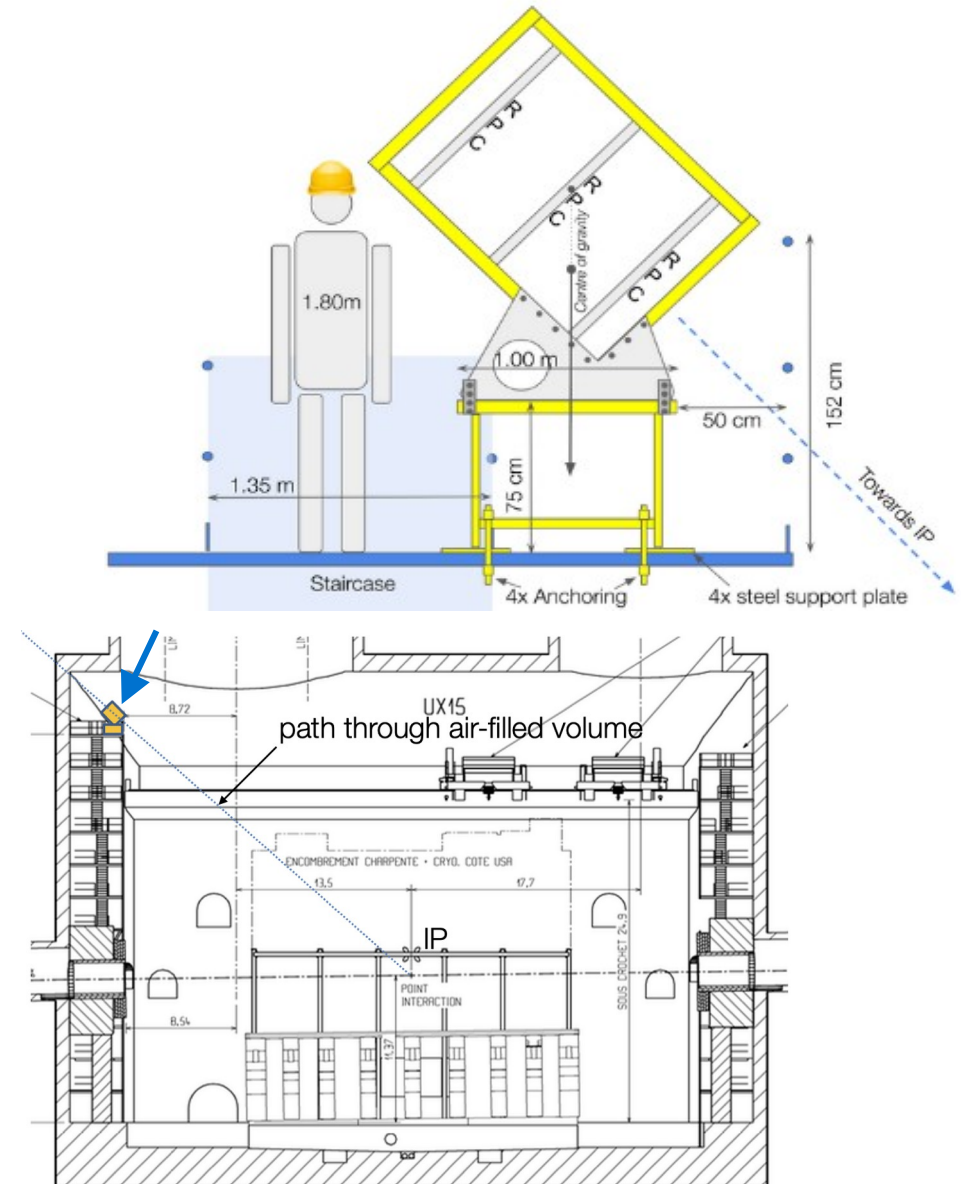 R
P
C
R
P
C
Centre of gravity
R
P
C
1.80m
1.00 m
50 cm
152 cm
1.35 m
75 cm
Towards IP
Staircase
4x Anchoring
4x steel support plate
8,72
UX15
path through air-filled volume
ENCOMBREMENT CHARPENTE + CRYO. COTE USA
13,5
17,7
IP
POINT
INTERACTION
SOUS CROCHET 24,9
8,54
11,37